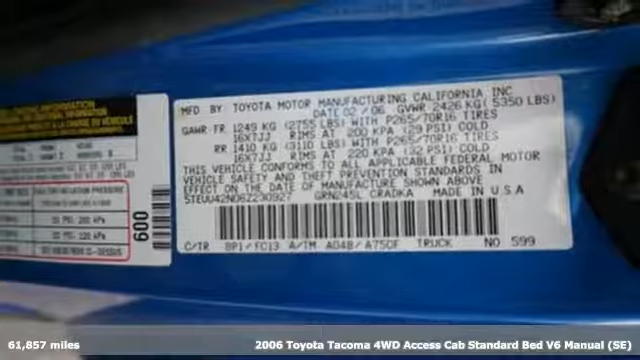 MFD BY: TOYOTA MOTOR MANUFACTURING CALIFORNIA INC
DATE 02 / 06 GVWR 2426 KG ( 5350 LBS)
GAWR FR 1249 KG (2755 LBS) WITH P265/70R16 TIRES
16X7JJ RIMS AT 200 KPA (29 PSI) COLD
RR 1410 KG (3110 LBS) WITH P265/70R16 TIRES
16X7JJ RIMS AT 220 KPA (32 PSI) COLD
THIS VEHICLE CONFORMS TO ALL APPLICABLE FEDERAL MOTOR
VEHICLE SAFETY AND THEFT PREVENTION STANDARDS IN
EFFECT ON THE DATE OF MANUFACTURE SHOWN ABOVE.
5TEUU42N06Z230927 GRN245L CRADKA MADE IN U.S.A
C/TR 8P1/FC13 A/TM A04B/A750F TRUCK NO 599
600
61,857 miles
2006 Toyota Tacoma 4WD Access Cab Standard Bed V6 Manual (SE)